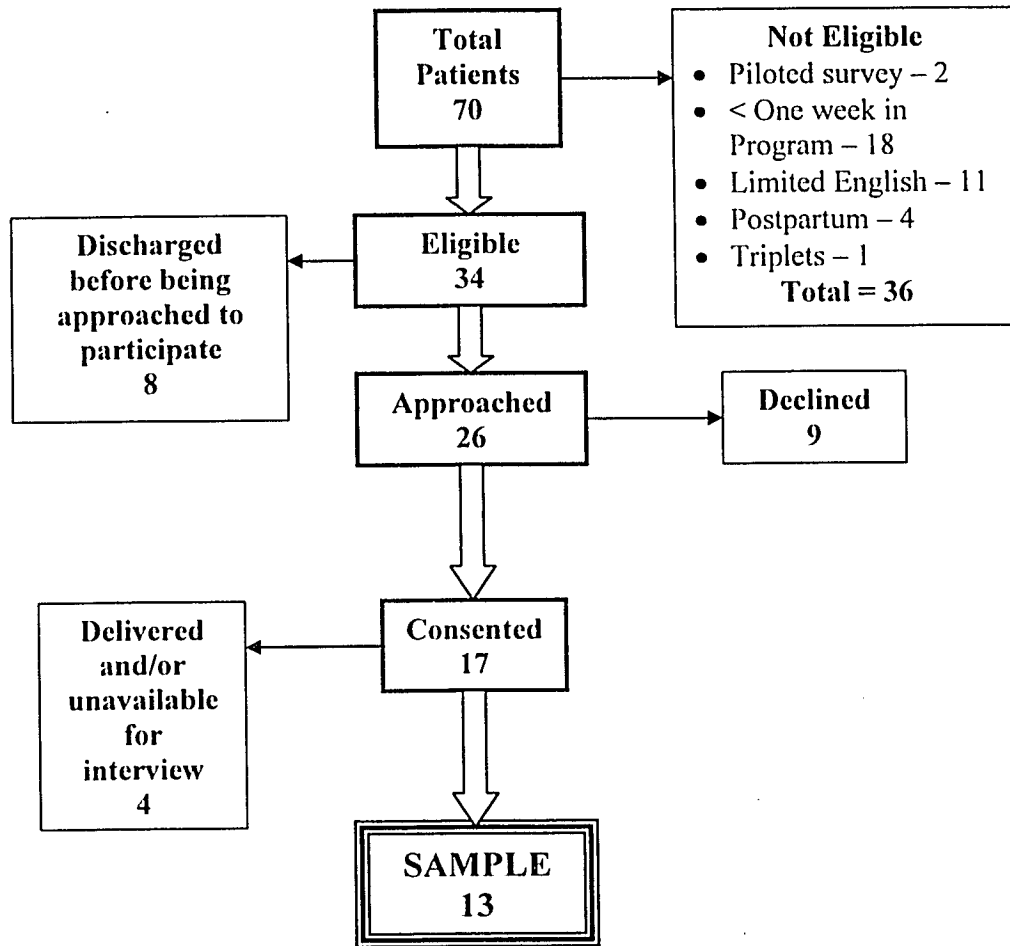 Total
Patients
70
Not Eligible
• Piloted survey – 2
• < One week in
Program – 18
• Limited English – 11
• Postpartum – 4
• Triplets – 1
Total = 36
Eligible
34
Discharged
before being
approached to
participate
8
Approached
26
Declined
9
Consented
17
Delivered
and/or
unavailable
for
interview
4
SAMPLE
13